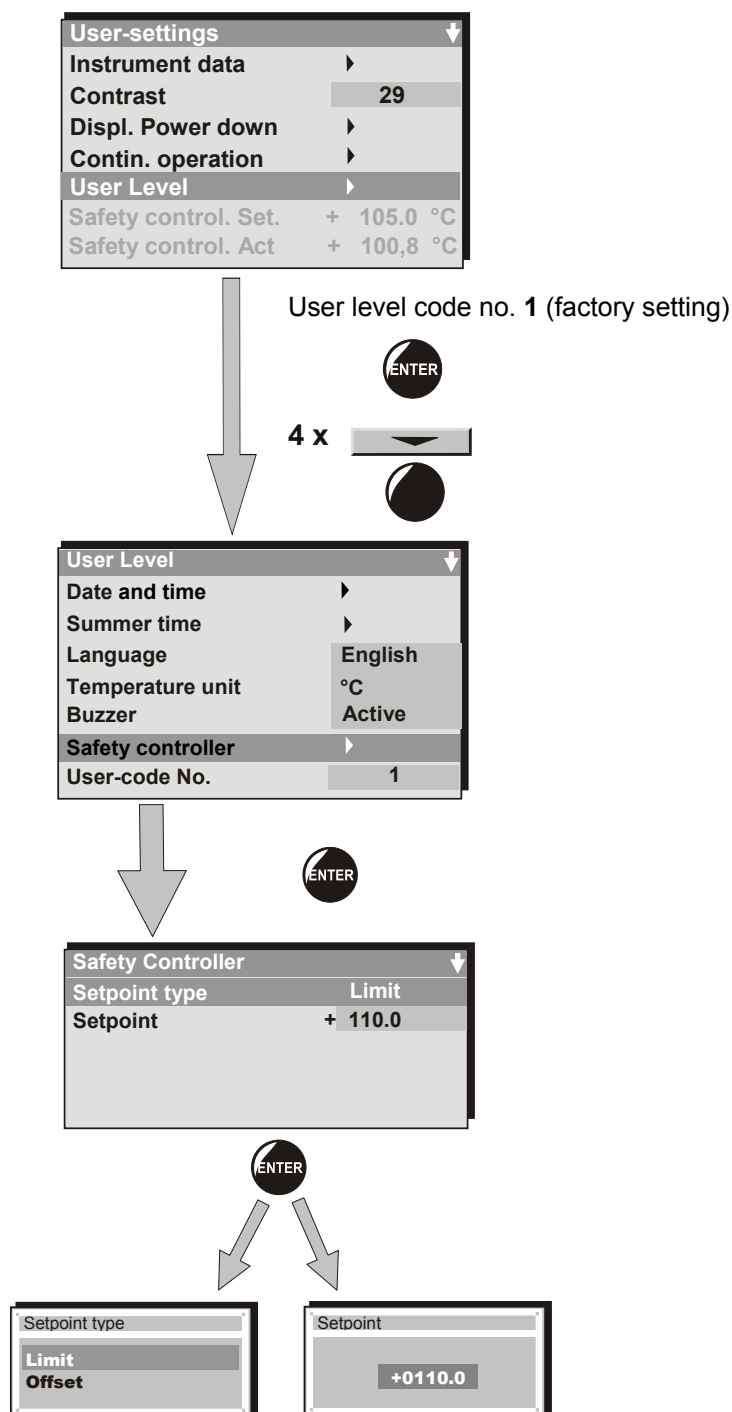 User-settings
Instrument data
Contrast 29
Displ. Power down
Contin. operation
User Level
Safety control. Set. + 105.0 °C
Safety control. Act + 100,8 °C
User level code no. 1 (factory setting)
ENTER
4 x
User Level
Date and time
Summer time
Language English
Temperature unit °C
Buzzer Active
Safety controller
User-code No. 1
ENTER
Safety Controller
Setpoint type Limit
Setpoint + 110.0
ENTER
Setpoint type
Limit
Offset
Setpoint
+0110.0